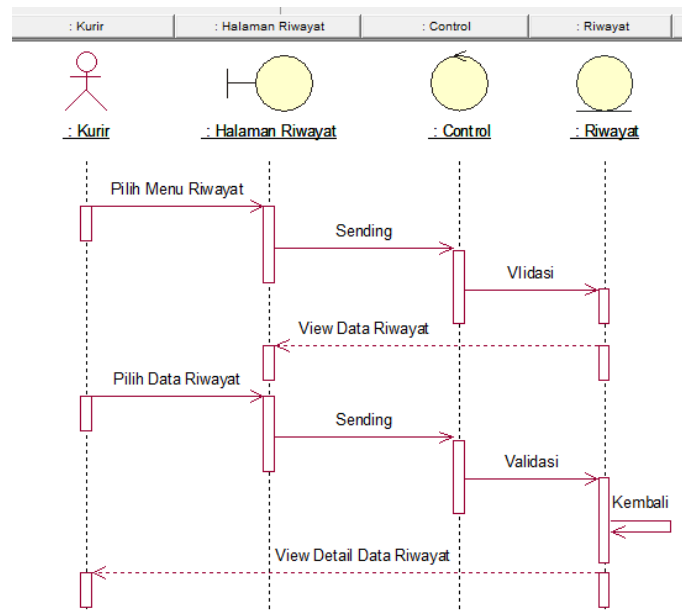 : Kurir
: Halaman Riwayat
: Control
: Riwayat
: Kurir
: Halaman Riwayat
: Control
: Riwayat
Pilih Menu Riwayat
Sending
Vlidasi
View Data Riwayat
Pilih Data Riwayat
Sending
Validasi
Kembali
View Detail Data Riwayat